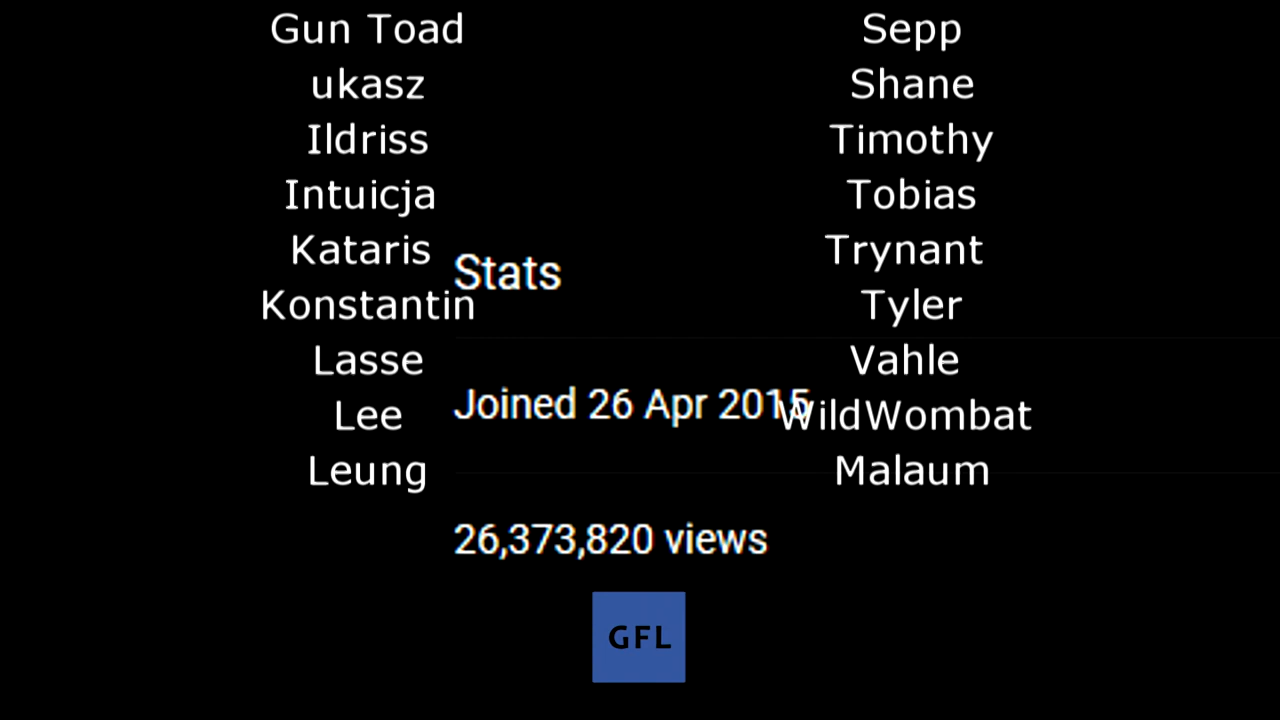 Gun Toad
ukasz
Ildriss
Intuicja
Kataris
Konstantin
Lasse
Lee
Leung
Stats
Joined 26 Apr 2015
26,373,820 views
Sepp
Shane
Timothy
Tobias
Trynant
Tyler
Vahle
WildWombat
Malaum
GFL